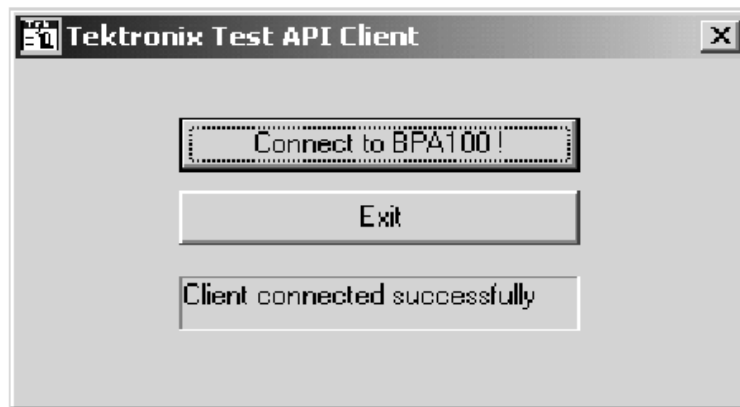 Tektronix Test API Client
Connect to BPA100 !
Exit
Client connected successfully